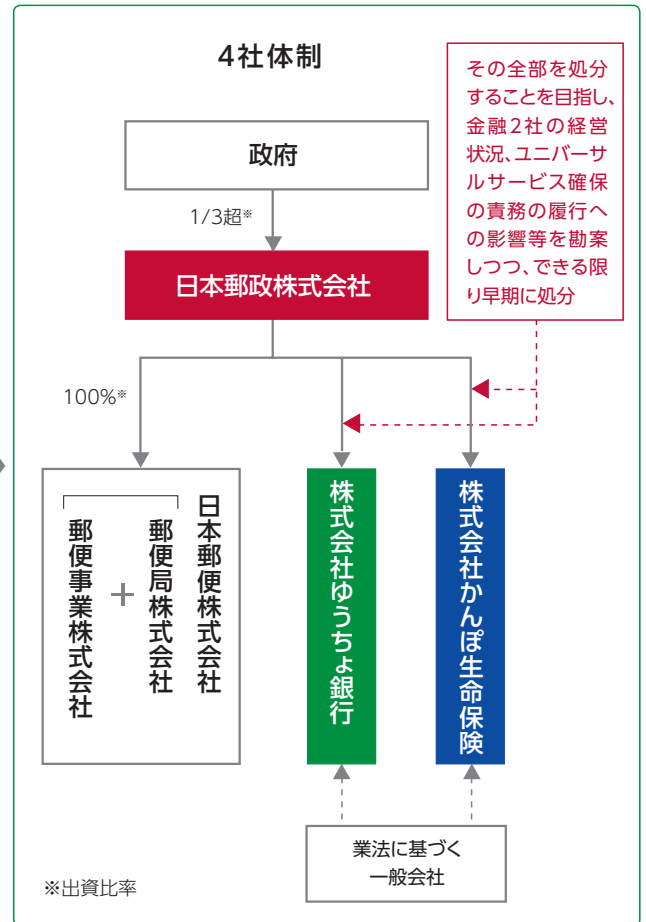 4社体制
その全部を処分
することを目指し、
金融2社の経営
状況、ユニバーサ
ルサービス確保
の責務の履行へ
の影響等を勘案
しつつ、できる限
り早期に処分
政府
1/3超※
日本郵政株式会社
100%※
日本郵便株式会社
郵便局株式会社
+
郵便事業株式会社
株式会社ゆうちょ銀行
株式会社かんぽ生命保険
業法に基づく
一般会社
※出資比率